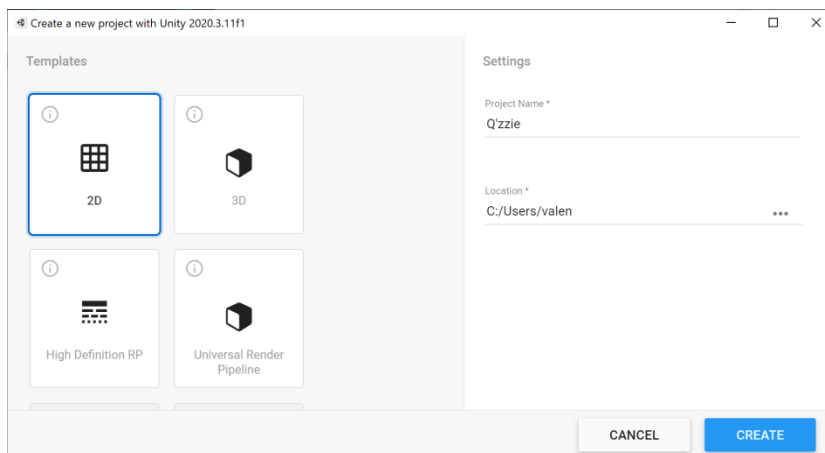 Create a new project with Unity 2020.3.11f1
Templates
Settings
2D
3D
High Definition RP
Universal Render
Pipeline
Project Name *
Q'zzie
Location *
C:/Users/valen
CANCEL
CREATE